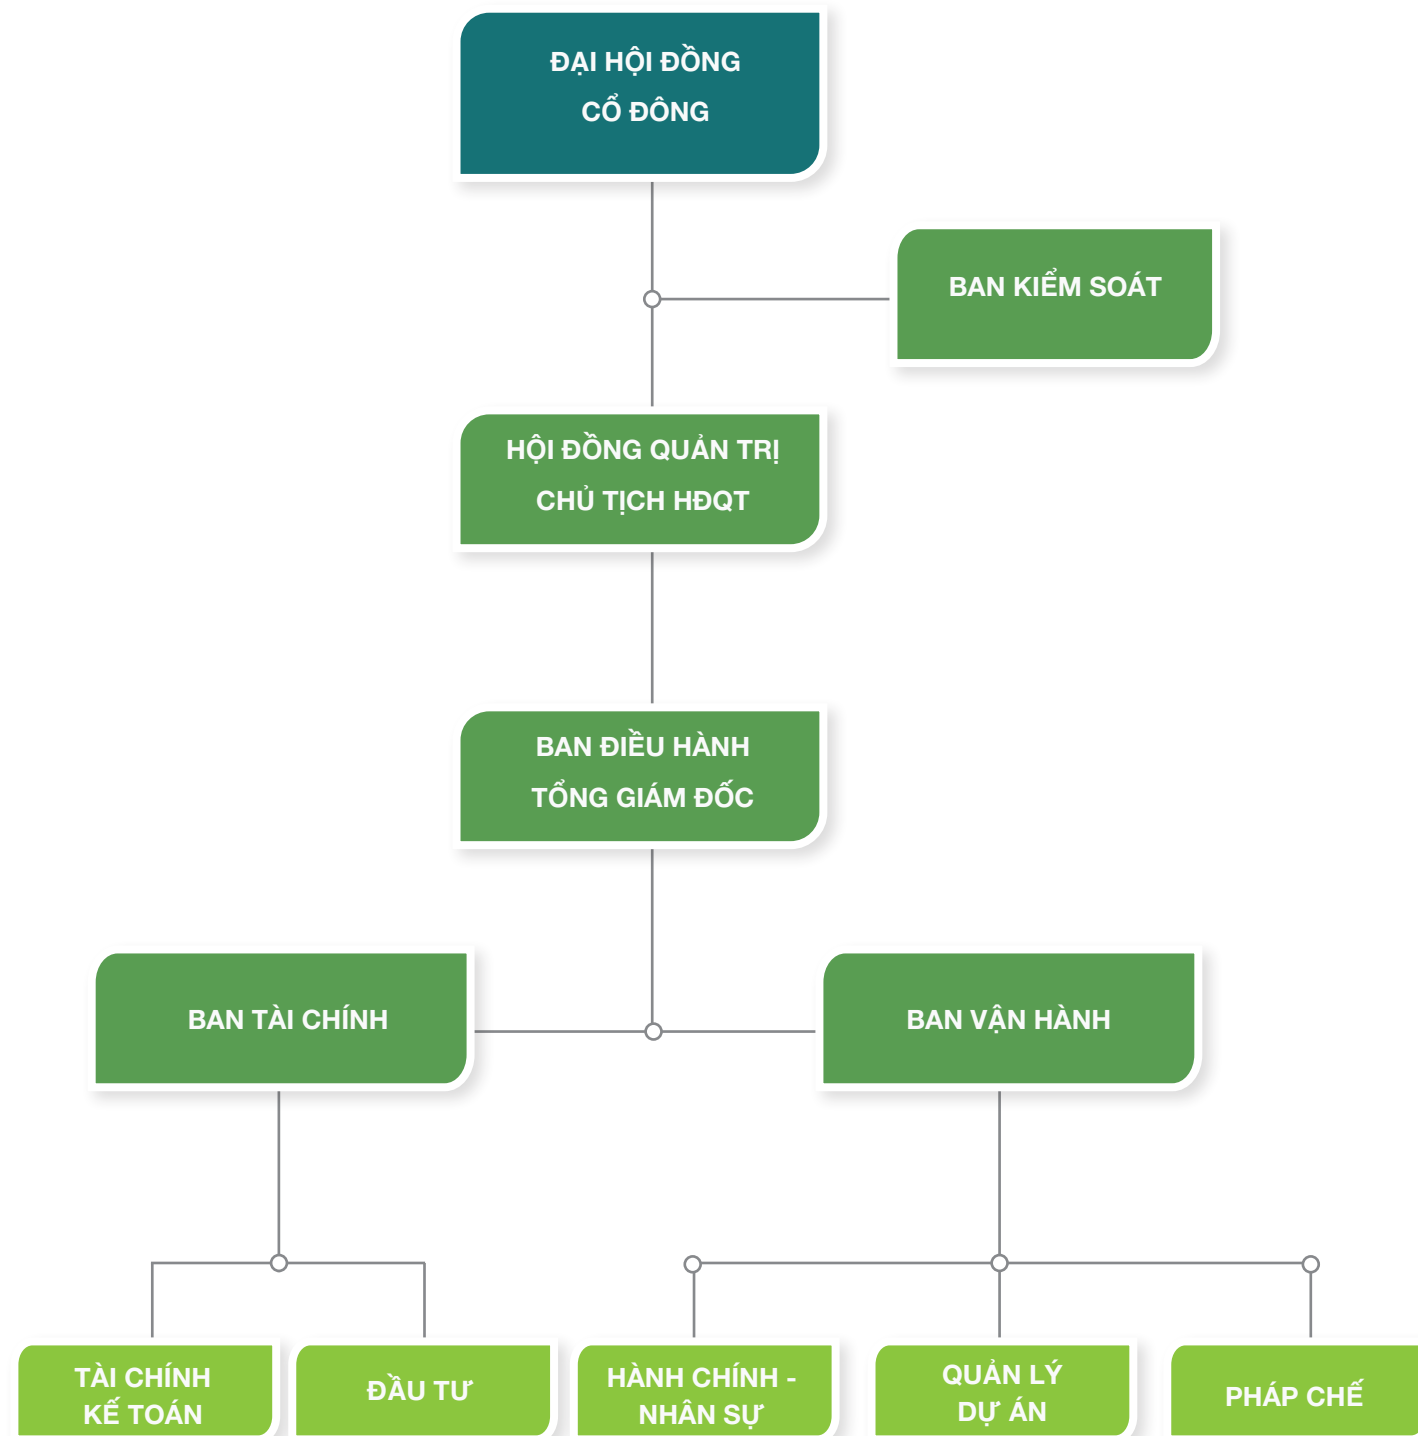 ĐẠI HỘI ĐỒNG
CỔ ĐÔNG
BAN KIỂM SOÁT
HỘI ĐỒNG QUẢN TRỊ
CHỦ TỊCH HĐQT
BAN ĐIỀU HÀNH
TỔNG GIÁM ĐỐC
BAN TÀI CHÍNH
BAN VẬN HÀNH
TÀI CHÍNH
KẾ TOÁN
ĐẦU TƯ
HÀNH CHÍNH -
NHÂN SỰ
QUẢN LÝ
DỰ ÁN
PHÁP CHẾ